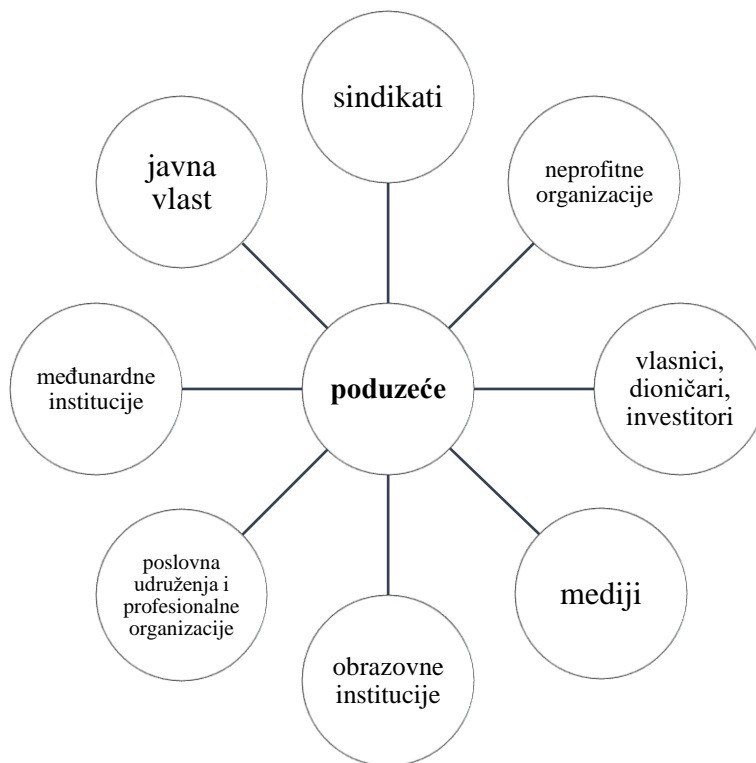 sindikati
javna
vlast
neprofitne
organizacije
međunardne
institucije
poduzeće
vlasnici,
dioničari,
investitori
poslovna
udruženja i
profesionalne
organizacije
mediji
obrazovne
institucije